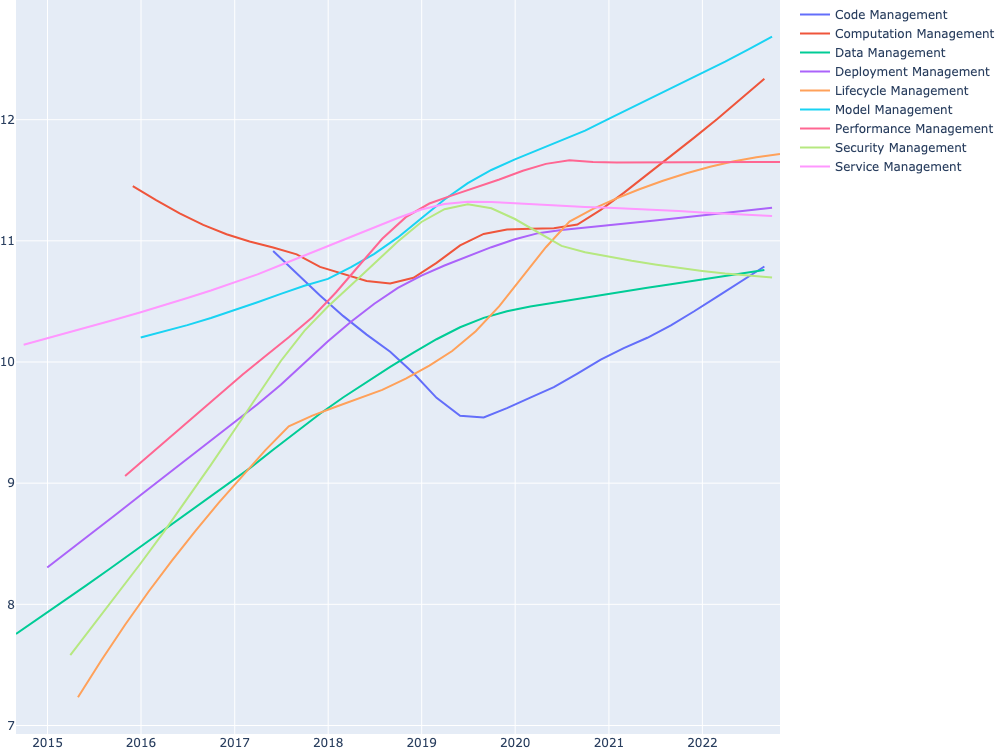 Code Management
Computation Management
Data Management
Deployment Management
Lifecycle Management
Model Management
Performance Management
Security Management
Service Management
12
11
10
9
8
7
2015 2016 2017 2018 2019 2020 2021 2022